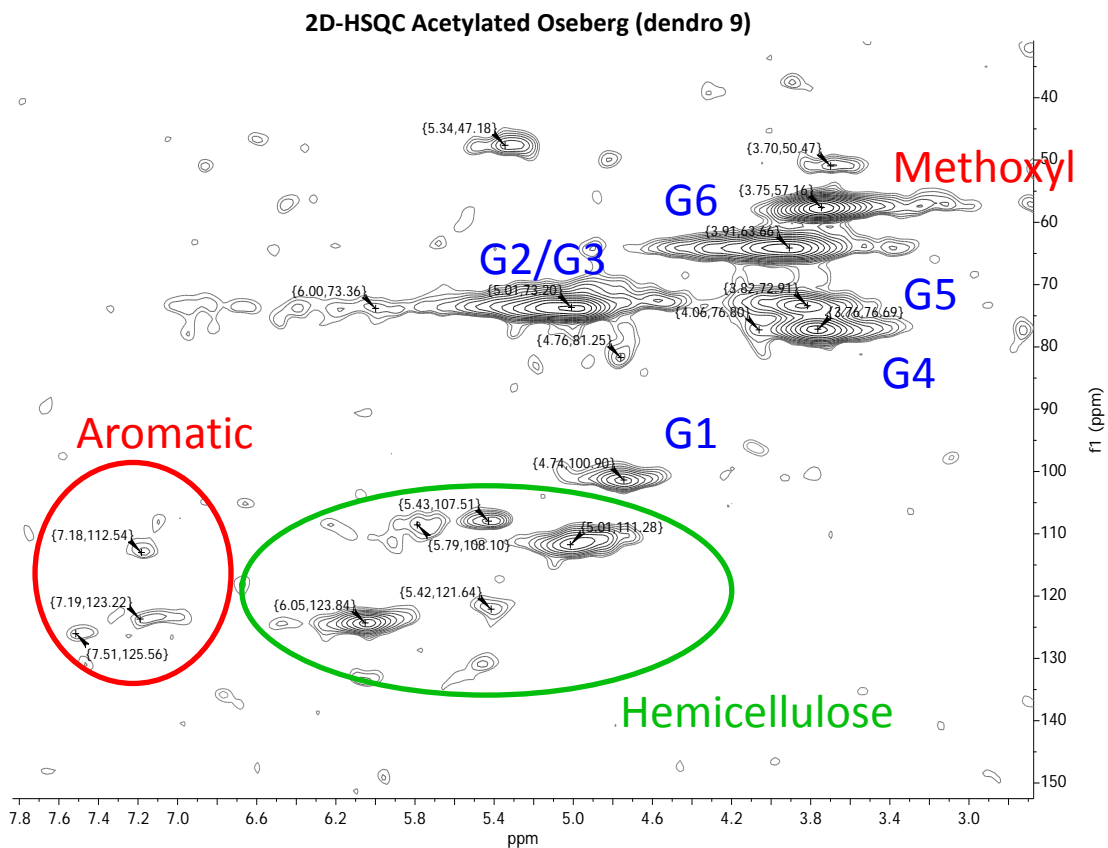 2D-HSQC Acetylated Oseberg (dendro 9)
{5.34,47.18}
{3.70,50.47}
Methoxyl
{3.75,57.16}
G6
{3.91,63.66}
G2/G3
{6.00,73.36}
{5.01,73.20}
{3.82,72.91}
G5
{4.06,76.80}
{3.76,76.69}
{4.76,81.25}
G4
Aromatic
G1
{4.74,100.90}
{5.43,107.51}
{5.79,108.10}
{5.01,111.28}
{7.18,112.54}
{5.42,121.64}
{7.19,123.22}
{6.05,123.84}
{7.51,125.56}
Hemicellulose
40
50
60
70
80
90
100
110
120
130
140
150
f1 (ppm)
7.8 7.4 7.0 6.6 6.2 5.8 5.4 5.0 4.6 4.2 3.8 3.4 3.0
ppm